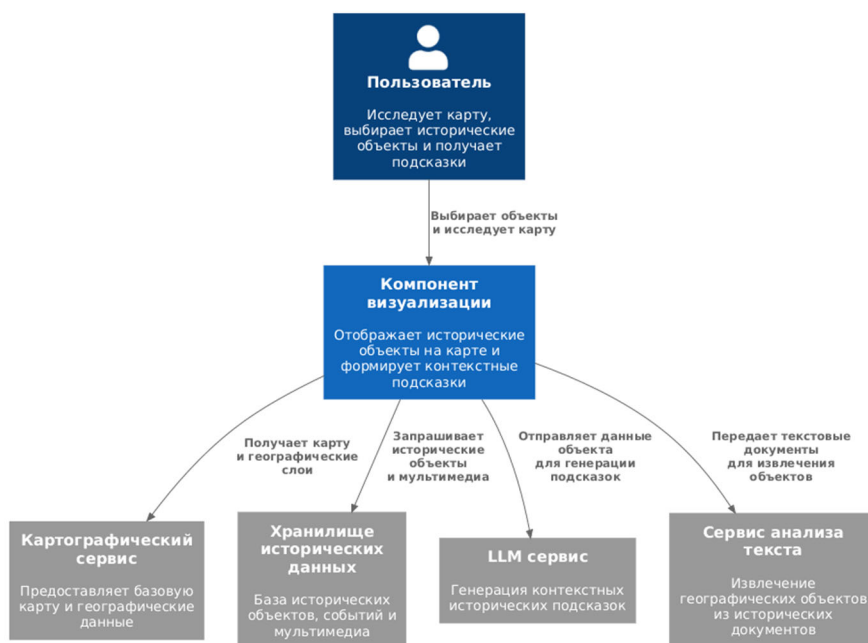 Пользователь
Исследует карту,
выбирает исторические
объекты и получает
подсказки
Выбирает объекты
и исследует карту
Компонент
визуализации
Отображает исторические
объекты на карте и
формирует контекстные
подсказки
Получает карту
и географические
слои
Запрашивает
исторические
объекты
и мультимедиа
Отправляет данные
объекта
для генерации
подсказок
Передает текстовые
документы
для извлечения
объектов
Картографический
сервис
Предоставляет базовую
карту и географические
данные
Хранилище
исторических
данных
База исторических
объектов, событий и
мультимедиа
LLM сервис
Генерация контекстных
исторических подсказок
Сервис анализа
текста
Извлечение
географических объектов
из исторических
документов